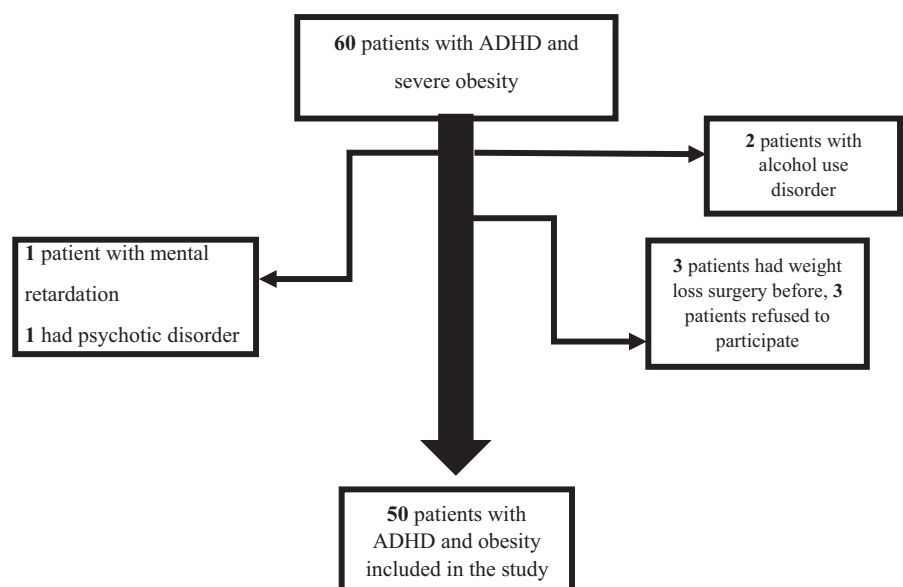 60 patients with ADHD and
severe obesity
2 patients with
alcohol use
disorder
1 patient with mental
retardation
1 had psychotic disorder
3 patients had weight
loss surgery before, 3
patients refused to
participate
50 patients with
ADHD and obesity
included in the study